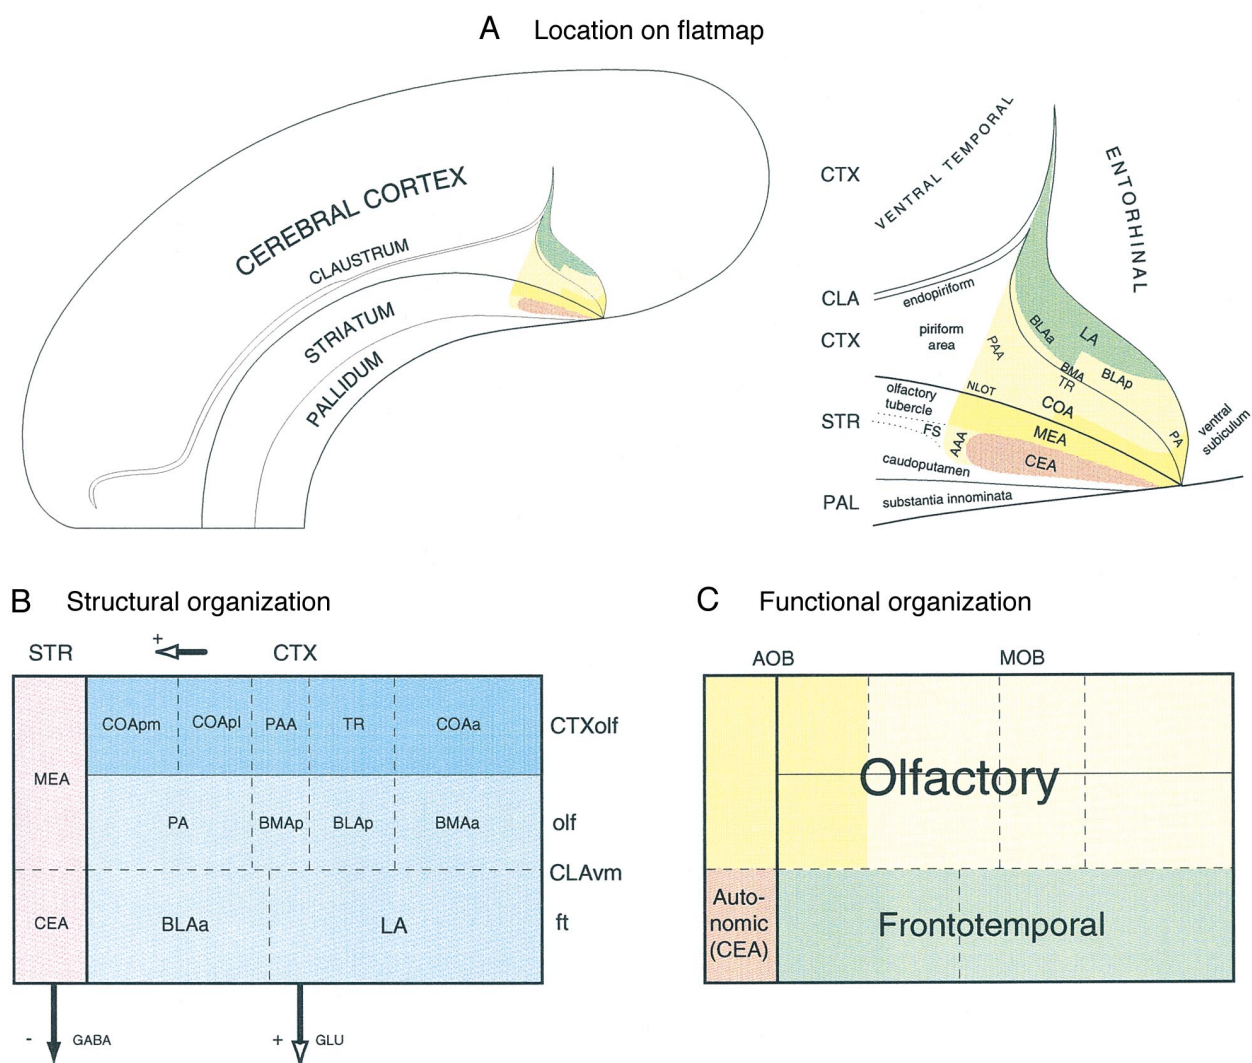 A Location on flatmap
CEREBRAL CORTEX
CLAUSTRUM
STRIATUM
PALLIDUM
CTX
VENTRAL TEMPORAL
ENTORHINAL
CLA
endopiriform
CTX
piriform
area
PAA
BLAa
LA
BMA
BLAp
TR
NLOT
COA
olfactory
tubercle
STR
FS
AAA
MEA
CEA
PA
ventral
subiculum
caudoputamen
PAL
substantia innominata
B Structural organization
STR
+
CTX
COApm
COApl
PAA
TR
COAa
CTXolf
MEA
PA
BMAp
BLAp
BMAa
olf
CLAvm
CEA
BLAa
LA
ft
- GABA
+ GLU
C Functional organization
AOB
MOB
Olfactory
Auto-
nomic
(CEA)
Frontotemporal